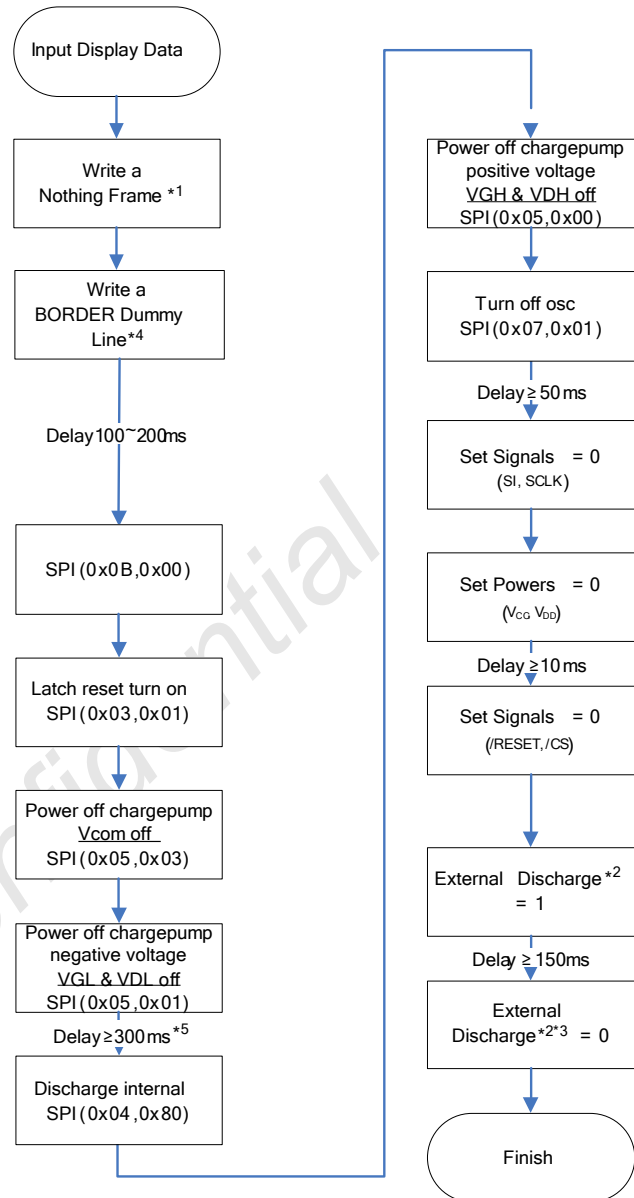 Input Display Data
Write a
Nothing Frame *1
Write a
BORDER Dummy
Line*4
Delay 100~200ms
SPI(0x0B,0x00)
Latch reset turn on
SPI(0x03,0x01)
Power off chargepump
Vcom off
SPI(0x05,0x03)
Power off chargepump
negative voltage
VGL & VDL off
SPI(0x05,0x01)
Delay≥300ms*5
Discharge internal
SPI(0x04,0x80)
Power off chargepump
positive voltage
VGH & VDH off
SPI(0x05,0x00)
Turn off osc
SPI(0x07,0x01)
Delay≥50ms
Set Signals = 0
(SI, SCLK)
Set Powers = 0
(VCC, VDD)
Delay≥10ms
Set Signals = 0
(/RESET,/CS)
External Discharge*2
= 1
Delay ≥150ms
External
Discharge*2*3 = 0
Finish
onfidential